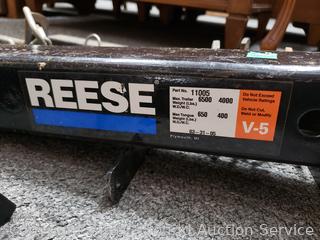 REESE
Part No. 11005
Max. Trailer 6500 4000
Weight (Lbs.)
W.D./W.C.
Max Tongue 650 400
Weight (Lbs.)
W.D./W.C.
02-21-05
Plymouth, MI
Do Not Exceed
Vehicle Ratings
Do Not Cut,
Weld or Modify
V-5
KL Auction Service